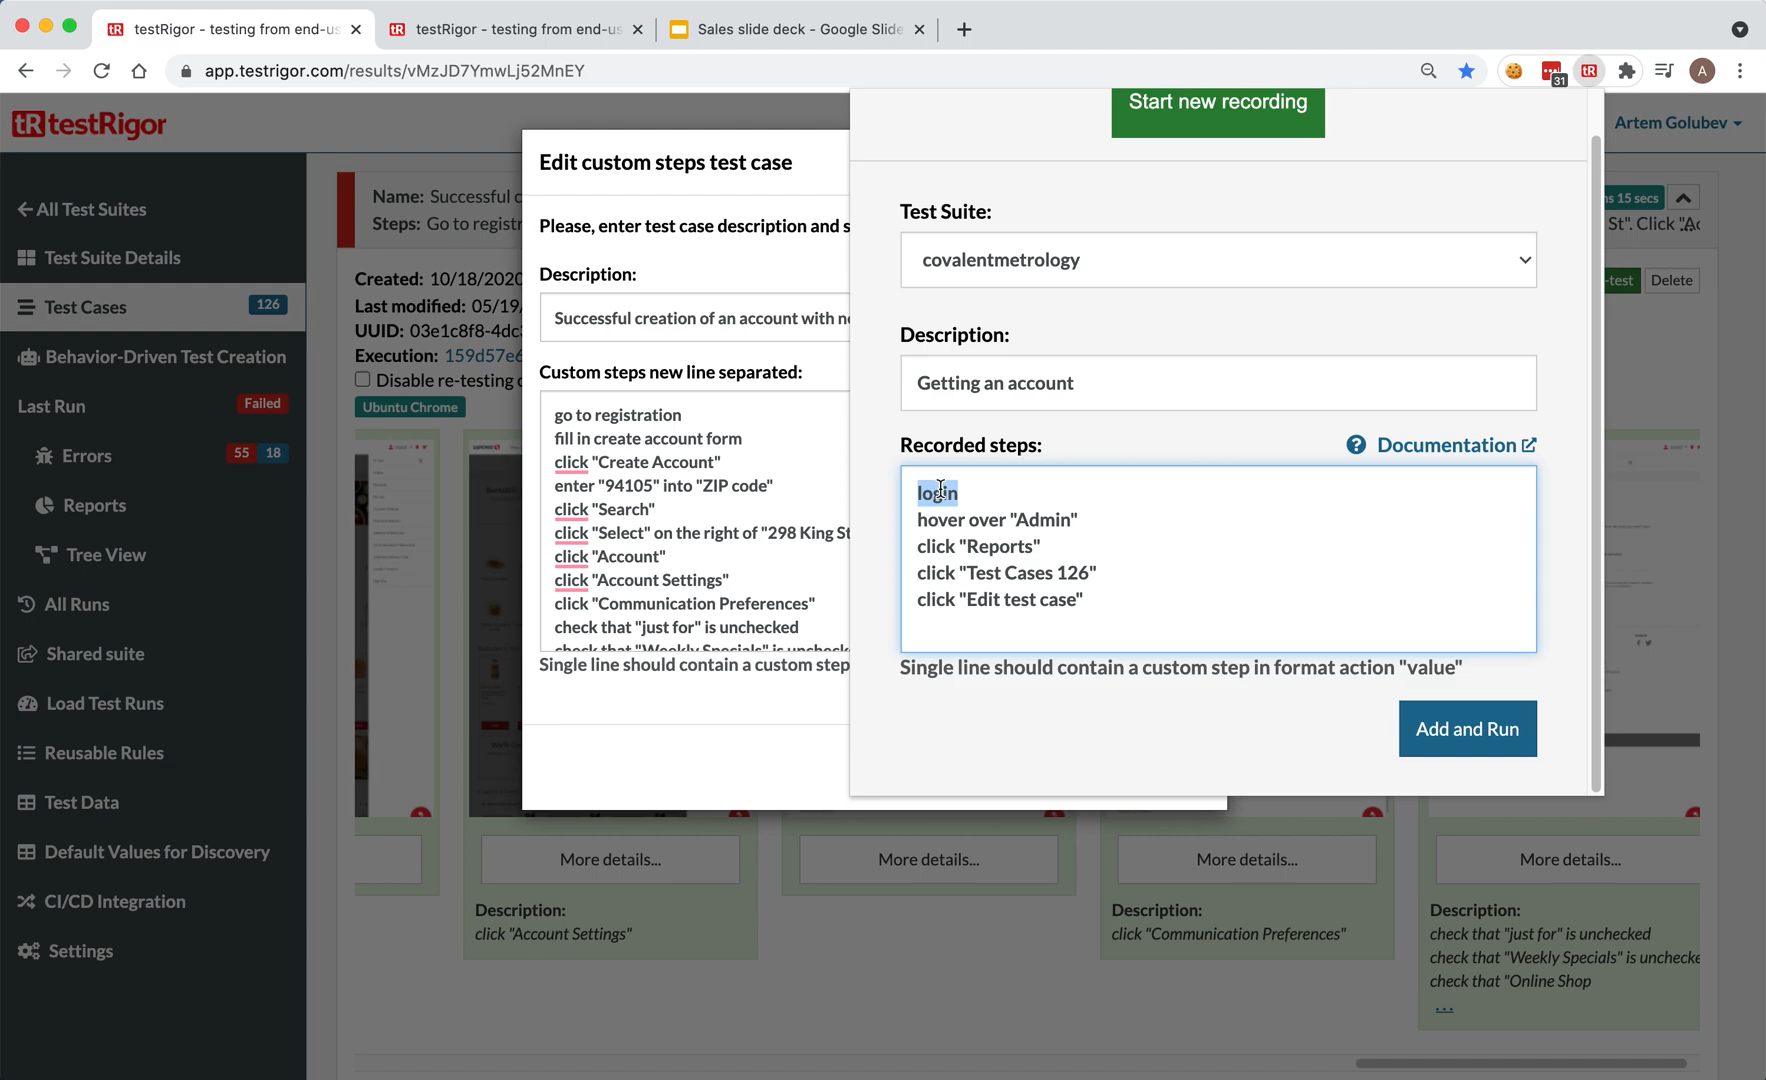 testRigor - testing from end-us
testRigor - testing from end-us
Sales slide deck - Google Slide
app.testrigor.com/results/vMzJD7YmwLj52MnEY
31
tR
A
tR testRigor
Artem Golubev
All Test Suites
Test Suite Details
Test Cases 126
Behavior-Driven Test Creation
Last Run Failed
Errors 55 18
Reports
Tree View
All Runs
Shared suite
Load Test Runs
Reusable Rules
Test Data
Default Values for Discovery
CI/CD Integration
Settings
Name: Successful c
Steps: Go to registr
s 15 secs
St". Click "Ac
Created: 10/18/2020
Last modified: 05/19/
UUID: 03e1c8f8-4dc
Execution: 159d57e6
Disable re-testing
Ubuntu Chrome
-test
Delete
Edit custom steps test case
Please, enter test case description and s
Description:
Successful creation of an account with n
Custom steps new line separated:
go to registration
fill in create account form
click "Create Account"
enter "94105" into "ZIP code"
click "Search"
click "Select" on the right of "298 King St
click "Account"
click "Account Settings"
click "Communication Preferences"
check that "just for" is unchecked
check that "Weekly Specials" is uncheck
Single line should contain a custom step
Start new recording
Test Suite:
covalentmetrology
Description:
Getting an account
Recorded steps:
Documentation
login
hover over "Admin"
click "Reports"
click "Test Cases 126"
click "Edit test case"
Single line should contain a custom step in format action "value"
Add and Run
More details...
More details...
More details...
More details...
Description:
click "Account Settings"
Description:
click "Communication Preferences"
Description:
check that "just for" is unchecked
check that "Weekly Specials" is unchecke
check that "Online Shop
...